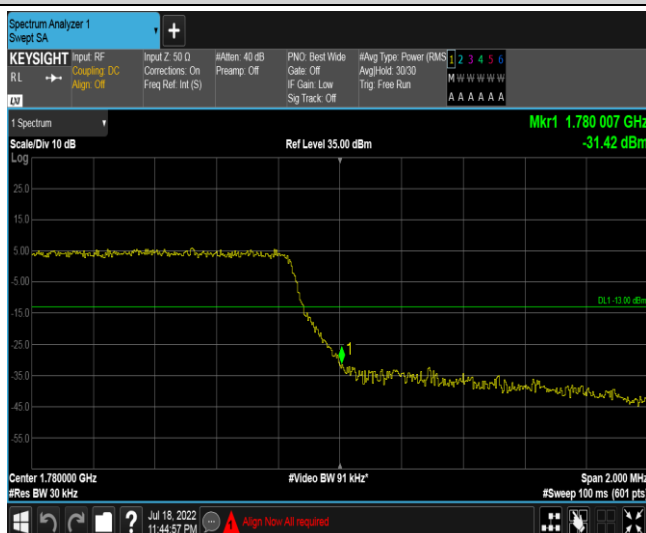 Spectrum Analyzer 1
Swept SA
+
KEYSIGHT
RL
LXI
Input: RF
Coupling: DC
Align: Off
Input Z: 50 Ω
Corrections: On
Freq Ref: Int (S)
#Atten: 40 dB
Preamp: Off
PNO: Best Wide
Gate: Off
IF Gain: Low
Sig Track: Off
#Avg Type: Power (RMS
Avg|Hold: 30/30
Trig: Free Run
1 2 3 4 5 6
M W W W W W
A A A A A A
1 Spectrum
Mkr1 1.780 007 GHz
Scale/Div 10 dB
Ref Level 35.00 dBm
-31.42 dBm
Log
25.0
15.0
5.00
-5.00
DL1 -13.00 dBm
-15.0
-25.0
1
-35.0
-45.0
-55.0
Center 1.780000 GHz
#Video BW 91 kHz*
Span 2.000 MHz
#Res BW 30 kHz
#Sweep 100 ms (601 pts)
?
Jul 18, 2022
11:44:57 PM
Align Now All required